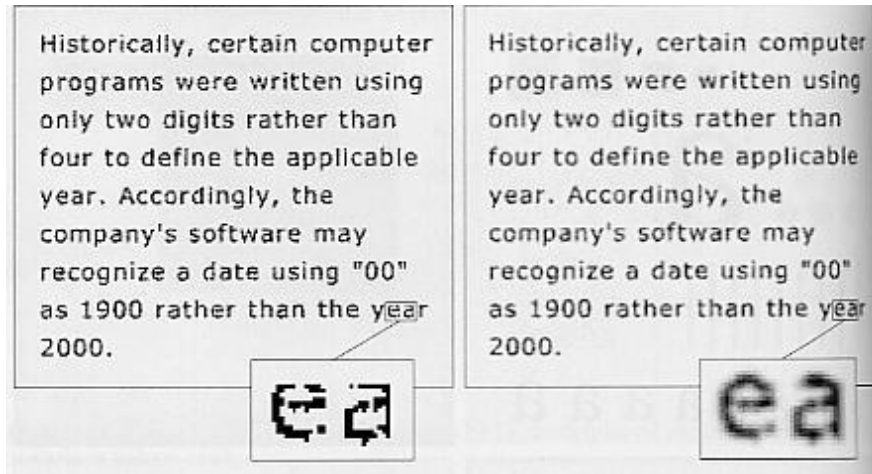 Historically, certain computer
programs were written using
only two digits rather than
four to define the applicable
year. Accordingly, the
company's software may
recognize a date using "00"
as 1900 rather than the year
2000.
ea
Historically, certain computer
programs were written using
only two digits rather than
four to define the applicable
year. Accordingly, the
company's software may
recognize a date using "00"
as 1900 rather than the year
2000.
ea